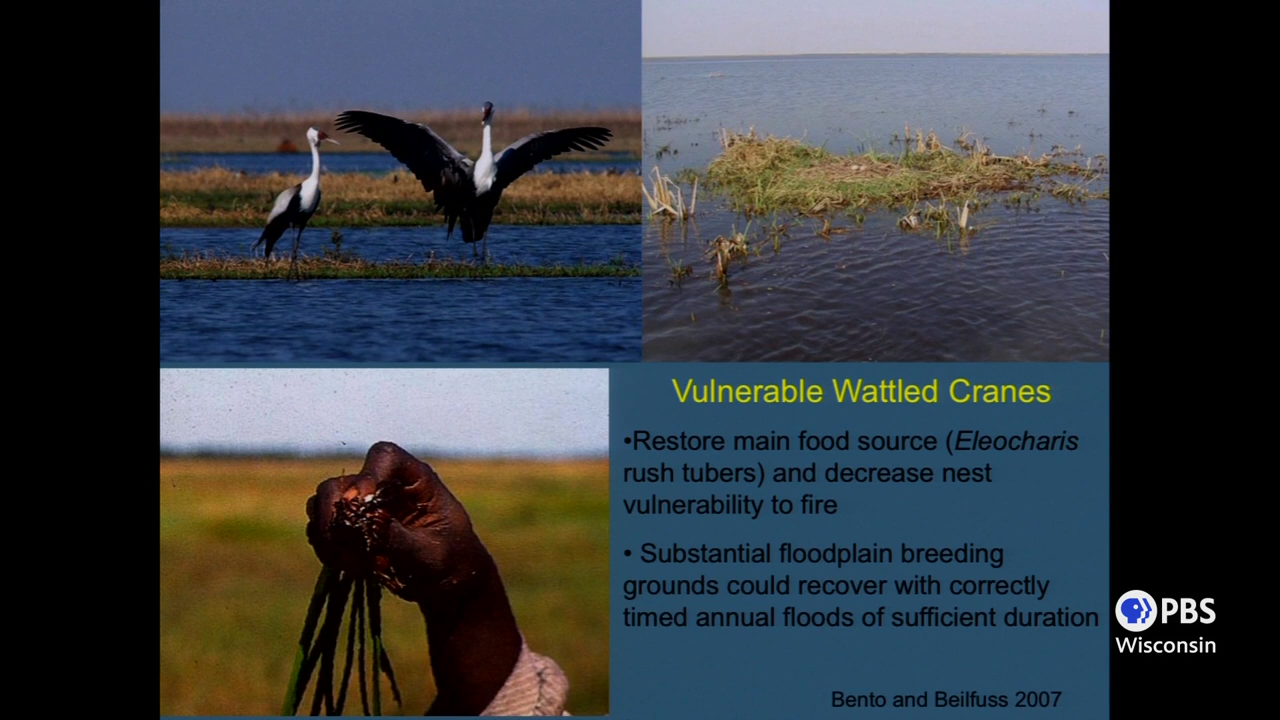 Vulnerable Wattled Cranes
•Restore main food source (Eleocharis
rush tubers) and decrease nest
vulnerability to fire
• Substantial floodplain breeding
grounds could recover with correctly
timed annual floods of sufficient duration
Bento and Beilfuss 2007
PBS
Wisconsin